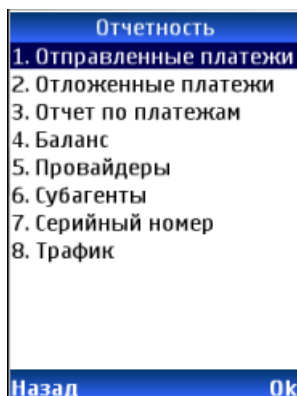 Отчетность
1. Отправленные платежи
2. Отложенные платежи
3. Отчет по платежам
4. Баланс
5. Провайдеры
6. Субагенты
7. Серийный номер
8. Трафик
Назад Ok